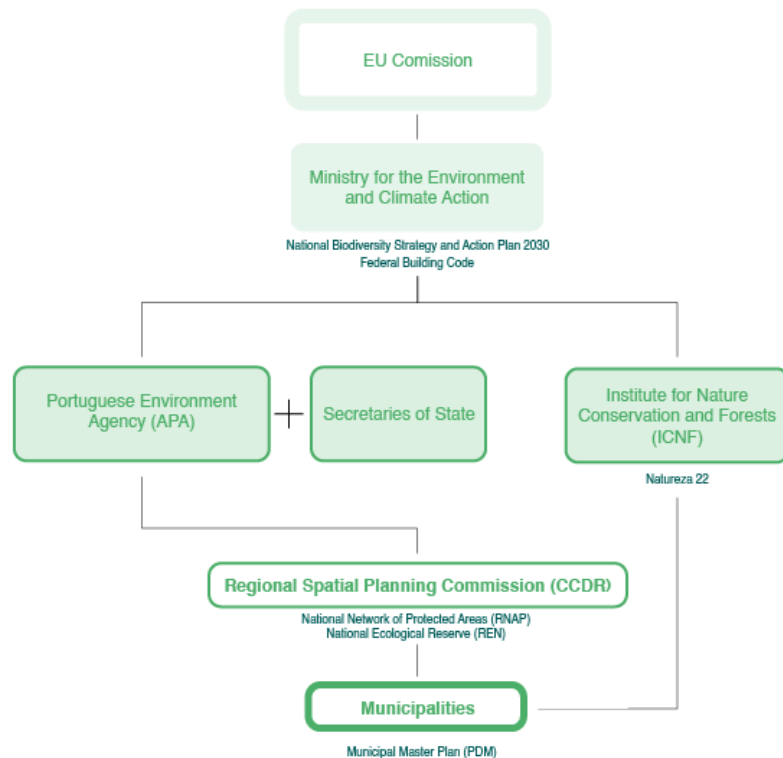 EU Comission
Ministry for the Environment
and Climate Action
National Biodiversity Strategy and Action Plan 2030
Federal Building Code
Portuguese Environment
Agency (APA)
+
Secretaries of State
Institute for Nature
Conservation and Forests
(ICNF)
Natureza 22
Regional Spatial Planning Commission (CCDR)
National Network of Protected Areas (RNAP)
National Ecological Reserve (REN)
Municipalities
Municipal Master Plan (PDM)